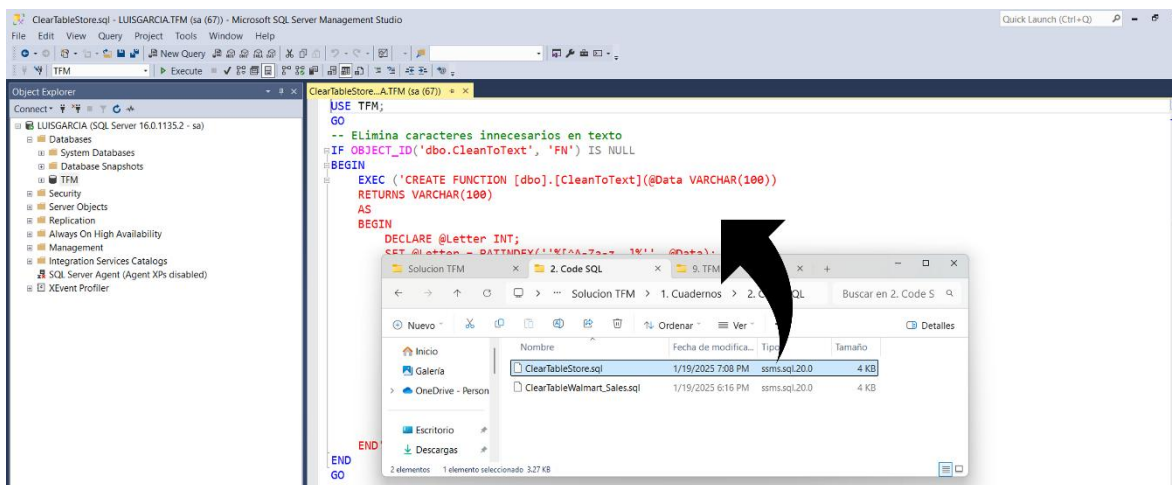 ClearTableStore.sql - LUISGARCIA.TFM (sa (67)) - Microsoft SQL Server Management Studio
Quick Launch (Ctrl+Q)
File Edit View Query Project Tools Window Help
New Query
TFM Execute
Object Explorer
Connect
LUISGARCIA (SQL Server 16.0.1135.2 - sa)
Databases
System Databases
Database Snapshots
TFM
Security
Server Objects
Replication
Always On High Availability
Management
Integration Services Catalogs
SQL Server Agent (Agent XPs disabled)
XEvent Profiler
ClearTableStore...A.TFM (sa (67))
USE TFM;
GO
-- ELimina caracteres innecesarios en texto
IF OBJECT_ID('dbo.CleanToText', 'FN') IS NULL
BEGIN
EXEC ('CREATE FUNCTION [dbo].[CleanToText](@Data VARCHAR(100))
RETURNS VARCHAR(100)
AS
BEGIN
DECLARE @Letter INT;
SET @Letter = PATINDEX(''%[^A-Za-z, ]%'', @Data);
END'
END
GO
Solucion TFM
2. Code SQL
9. TFM
Solucion TFM > 1. Cuadernos > 2. C QL
Buscar en 2. Code S
Nuevo
Ordenar
Ver
Detalles
Inicio
Galería
OneDrive - Person
Escritorio
Descargas
Nombre Fecha de modifica... Tipo Tamaño
ClearTableStore.sql 1/19/2025 7:08 PM ssms.sql.20.0 4 KB
ClearTableWalmart_Sales.sql 1/19/2025 6:16 PM ssms.sql.20.0 4 KB
2 elementos 1 elemento seleccionado 3.27 KB